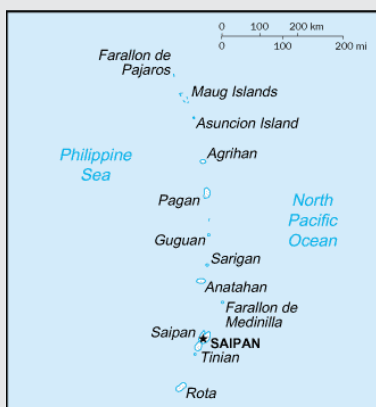 0 100 200 km
0 100 200 mi
Farallon de
Pajaros
Maug Islands
Asuncion Island
Philippine
Sea
Agrihan
Pagan
North
Pacific
Ocean
Guguan
Sarigan
Anatahan
Farallon de
Medinilla
Saipan
SAIPAN
Tinian
Rota